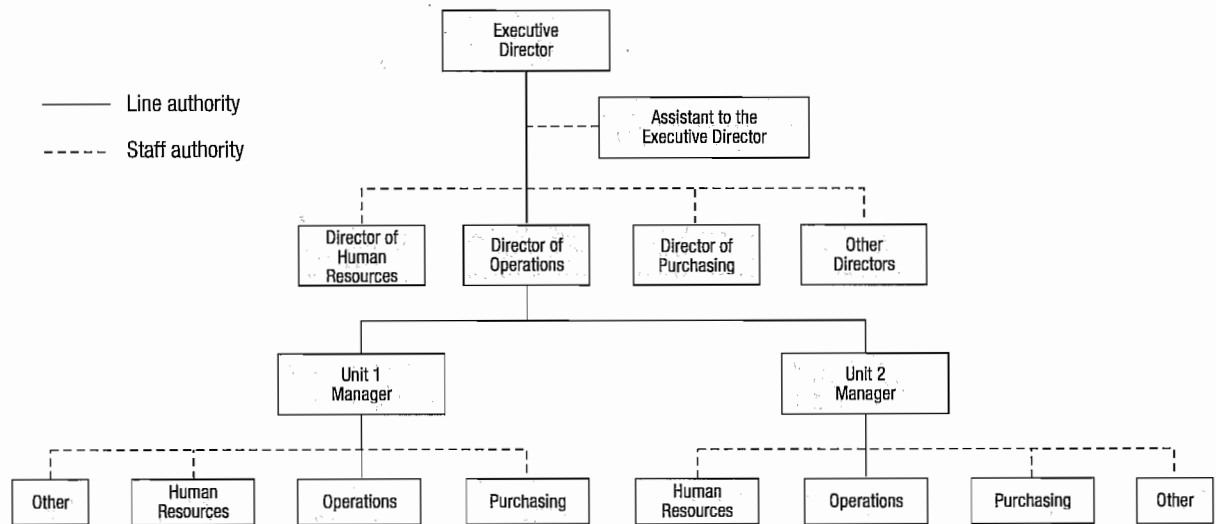 Executive
Director
Line authority
Assistant to the
Executive Director
Staff authority
Director of
Human
Resources
Director of
Operations
Director of
Purchasing
Other
Directors
Unit 1
Manager
Unit 2
Manager
Other
Human
Resources
Operations
Purchasing
Human
Resources
Operations
Purchasing
Other